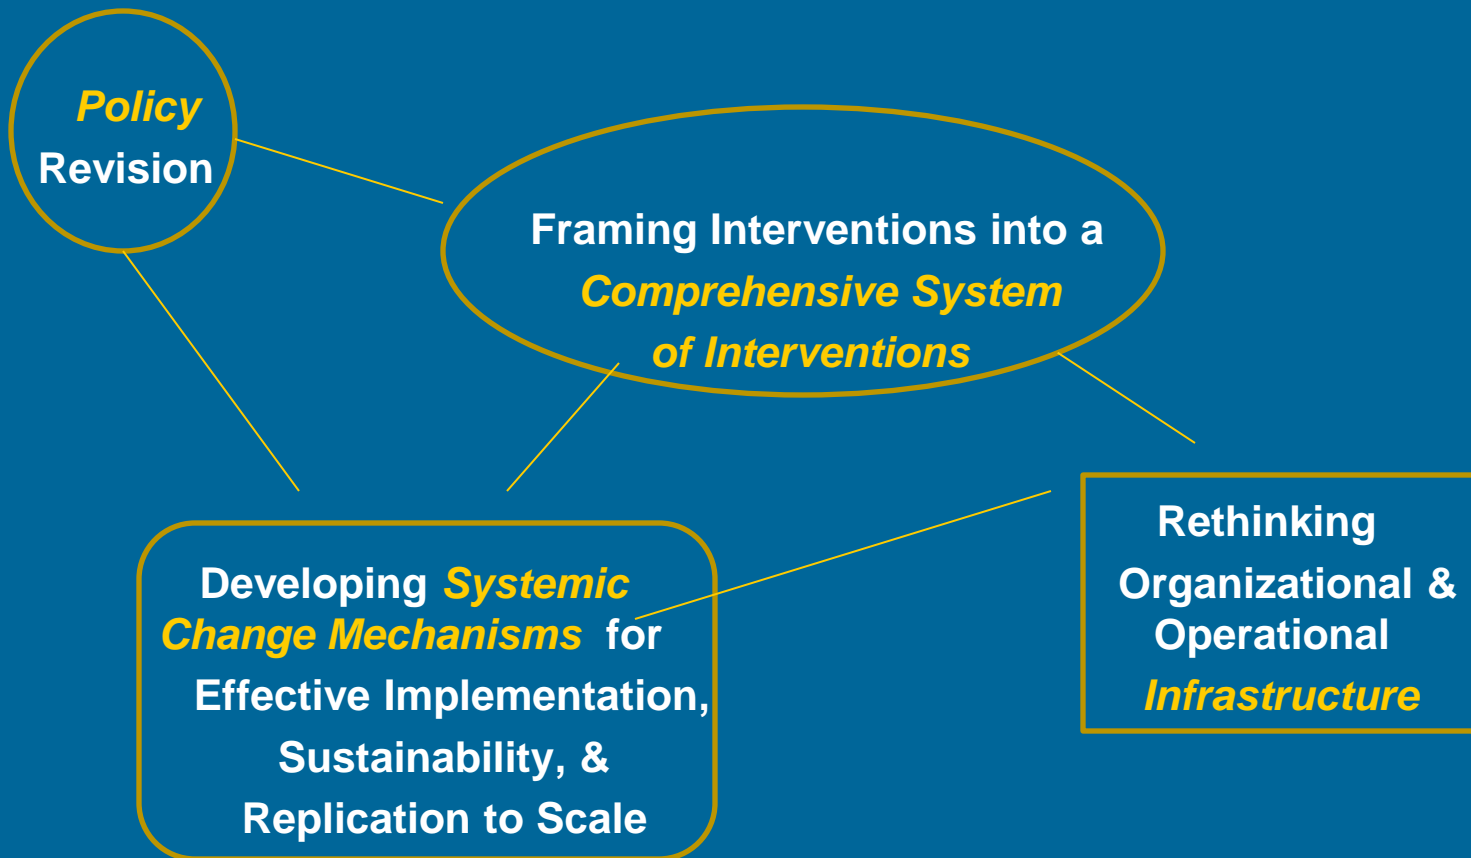 Policy
Revision
Framing Interventions into a
Comprehensive System
of Interventions
Developing Systemic
Change Mechanisms for
Effective Implementation,
Sustainability, &
Replication to Scale
Rethinking
Organizational &
Operational
Infrastructure